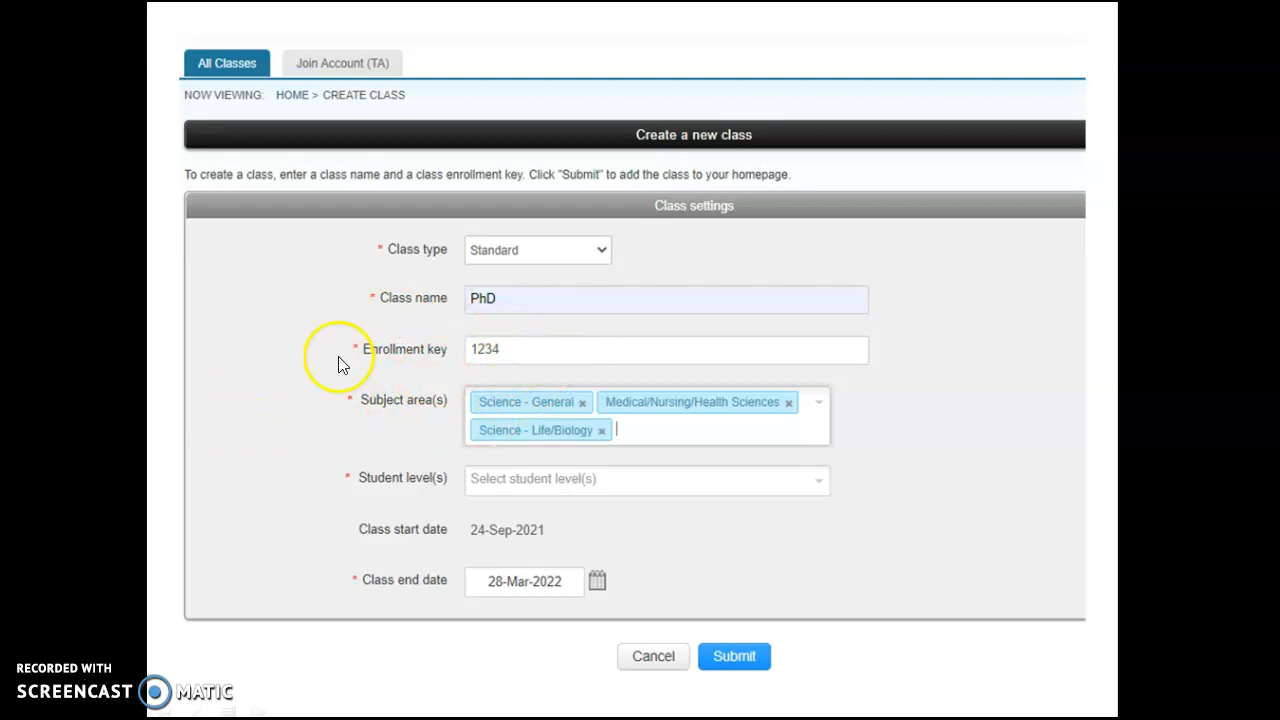 All Classes Join Account (TA)
NOW VIEWING: HOME > CREATE CLASS
Create a new class
To create a class, enter a class name and a class enrollment key. Click "Submit" to add the class to your homepage.
Class settings
* Class type Standard
* Class name PhD
* Enrollment key 1234
* Subject area(s) Science - General × Medical/Nursing/Health Sciences ×
Science - Life/Biology ×
* Student level(s) Select student level(s)
Class start date 24-Sep-2021
* Class end date 28-Mar-2022
Cancel Submit
RECORDED WITH
SCREENCAST MATIC